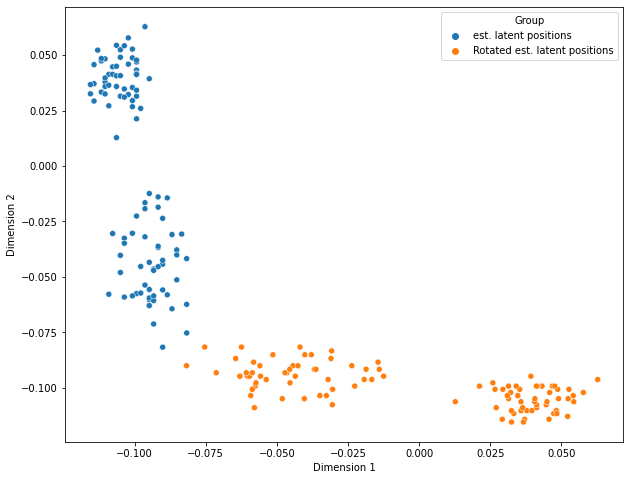 Group
est. latent positions
Rotated est. latent positions
0.050
0.025
0.000
−0.025
−0.050
−0.075
−0.100
Dimension 2
−0.100
−0.075
−0.050
−0.025
0.000
0.025
0.050
Dimension 1